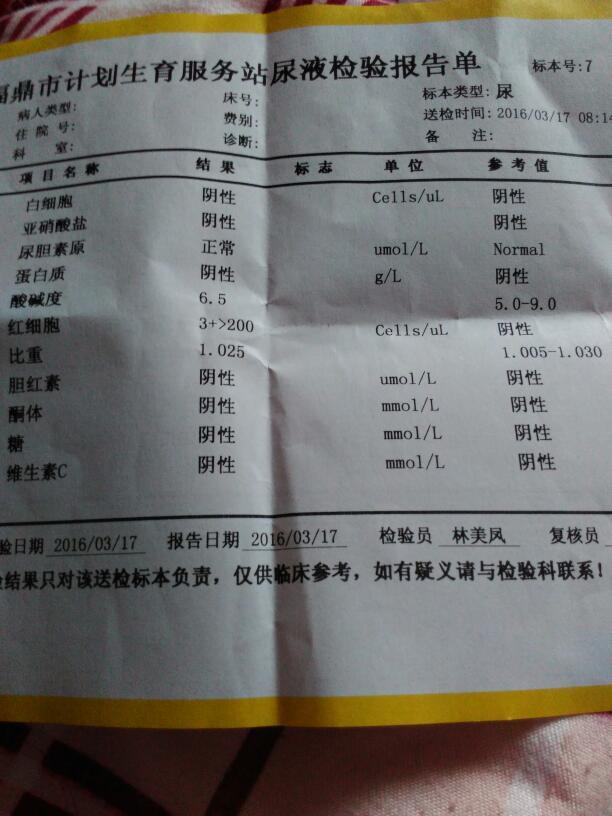 福鼎市计划生育服务站尿液检验报告单 标本号:7
病人类型: 床号: 标本类型: 尿
住院号: 费别: 送检时间: 2016/03/17 08:14
科室: 诊断: 备注:
项目名称 结果 标志 单位 参考值
白细胞 阴性 Cells/uL 阴性
亚硝酸盐 阴性 阴性
尿胆素原 正常 umol/L Normal
蛋白质 阴性 g/L 阴性
酸碱度 6.5 5.0-9.0
红细胞 3+>200 Cells/uL 阴性
比重 1.025 1.005-1.030
胆红素 阴性 umol/L 阴性
酮体 阴性 mmol/L 阴性
糖 阴性 mmol/L 阴性
维生素C 阴性 mmol/L 阴性
验日期 2016/03/17 报告日期 2016/03/17 检验员 林美凤 复核员
结果只对该送检标本负责，仅供临床参考，如有疑义请与检验科联系!